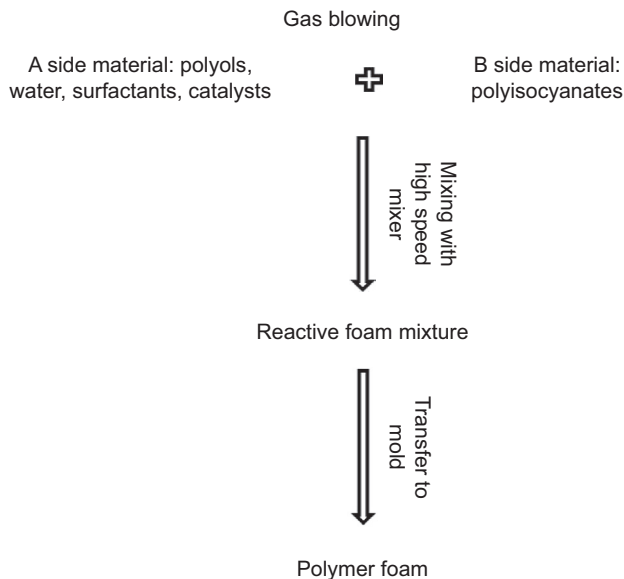 Gas blowing
A side material: polyols,
water, surfactants, catalysts
B side material:
polyisocyanates
Mixing with
high speed
mixer
Reactive foam mixture
Transfer to
mold
Polymer foam